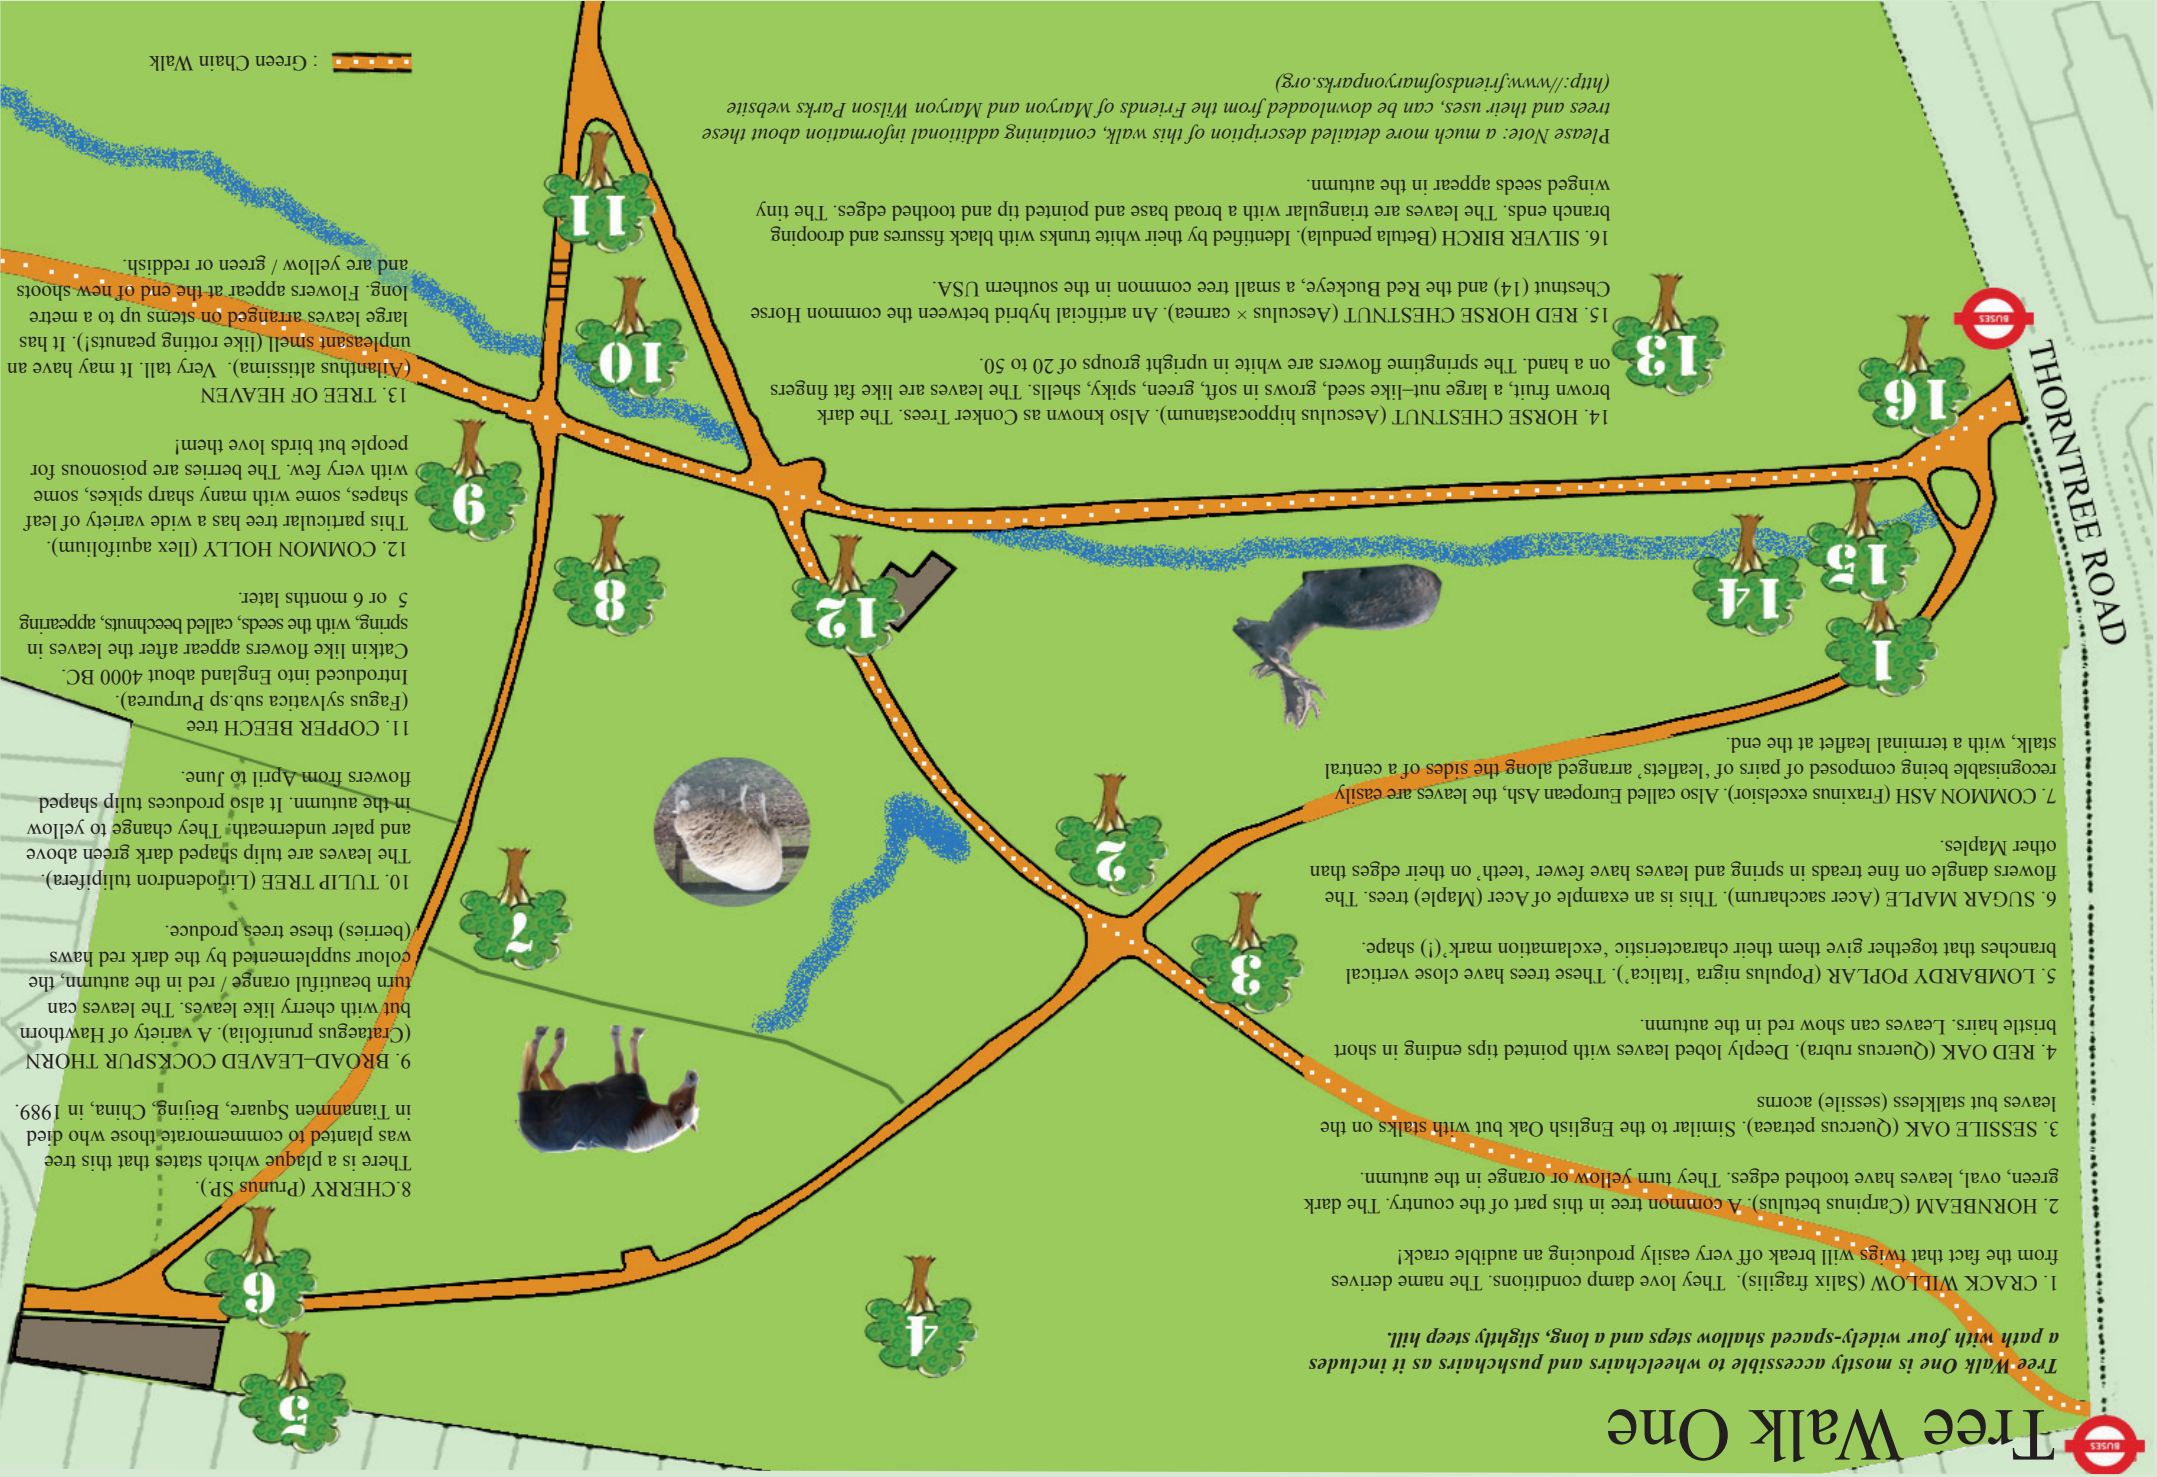 Tree Walk One
BUSES
Tree Walk One is mostly accessible to wheelchairs and pushchairs as it includes
a path with four widely-spaced shallow steps and a long, slightly steep hill.
1. CRACK WILLOW (Salix fragilis). They love damp conditions. The name derives
from the fact that twigs will break off very easily producing an audible crack!
2. HORNBEAM (Carpinus betulus). A common tree in this part of the country. The dark
green, oval, leaves have toothed edges. They turn yellow or orange in the autumn.
3. SESSILE OAK (Quercus petraea). Similar to the English Oak but with stalks on the
leaves but stalkless (sessile) acorns
4. RED OAK (Quercus rubra). Deeply lobed leaves with pointed tips ending in short
bristle hairs. Leaves can show red in the autumn.
5. LOMBARDY POPLAR (Populus nigra 'Italica'). These trees have close vertical
branches that together give them their characteristic 'exclamation mark'(!) shape.
6. SUGAR MAPLE (Acer saccharum). This is an example of Acer (Maple) trees. The
flowers dangle on fine treads in spring and leaves have fewer 'teeth' on their edges than
other Maples.
7. COMMON ASH (Fraxinus excelsior). Also called European Ash, the leaves are easily
recognisable being composed of pairs of 'leaflets' arranged along the sides of a central
stalk, with a terminal leaflet at the end.
8.CHERRY (Prunus SP.).
There is a plaque which states that this tree
was planted to commemorate those who died
in Tiananmen Square, Beijing, China, in 1989.
9. BROAD–LEAVED COCKSPUR THORN
(Crataegus prunifolia). A variety of Hawthorn
but with cherry like leaves. The leaves can
turn beautiful orange / red in the autumn, the
colour supplemented by the dark red haws
(berries) these trees produce.
10. TULIP TREE (Liriodendron tulipifera).
The leaves are tulip shaped dark green above
and paler underneath. They change to yellow
in the autumn. It also produces tulip shaped
flowers from April to June.
11. COPPER BEECH tree
(Fagus sylvatica sub.sp Purpurea).
Introduced into England about 4000 BC.
Catkin like flowers appear after the leaves in
spring, with the seeds, called beechnuts, appearing
5 or 6 months later.
12. COMMON HOLLY (Ilex aquifolium).
This particular tree has a wide variety of leaf
shapes, some with many sharp spikes, some
with very few. The berries are poisonous for
people but birds love them!
13. TREE OF HEAVEN
(Ailanthus altissima). Very tall. It may have an
unpleasant smell (like rotting peanuts!). It has
large leaves arranged on stems up to a metre
long. Flowers appear at the end of new shoots
and are yellow / green or reddish.
14. HORSE CHESTNUT (Aesculus hippocastanum). Also known as Conker Trees. The dark
brown fruit, a large nut–like seed, grows in soft, green, spiky, shells. The leaves are like fat fingers
on a hand. The springtime flowers are white in upright groups of 20 to 50.
15. RED HORSE CHESTNUT (Aesculus × carnea). An artificial hybrid between the common Horse
Chestnut (14) and the Red Buckeye, a small tree common in the southern USA.
16. SILVER BIRCH (Betula pendula). Identified by their white trunks with black fissures and drooping
branch ends. The leaves are triangular with a broad base and pointed tip and toothed edges. The tiny
winged seeds appear in the autumn.
Please Note: a much more detailed description of this walk, containing additional information about these
trees and their uses, can be downloaded from the Friends of Maryon and Maryon Wilson Parks website
(http://www.friendsofmaryonparks.org)
: Green Chain Walk
THORNTREE ROAD
BUSES
5
4
6
3
7
2
1
12
8
14
15
9
16
10
13
11